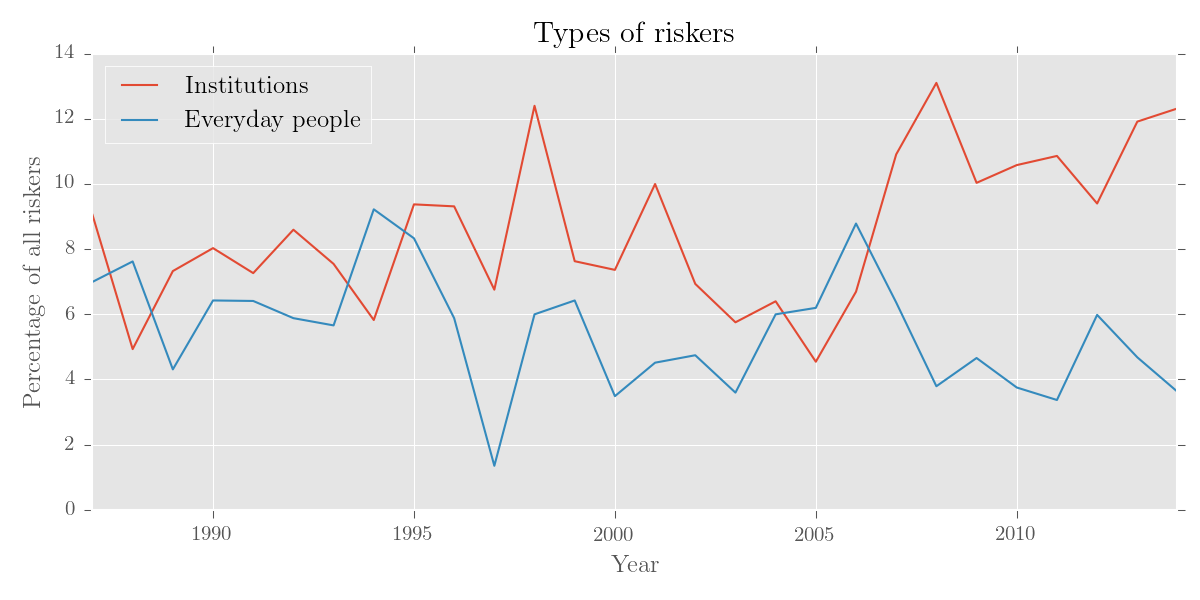 Types of riskers
14
12
10
8
6
4
2
0
Institutions
Everyday people
Percentage of all riskers
1990 1995 2000 2005 2010
Year